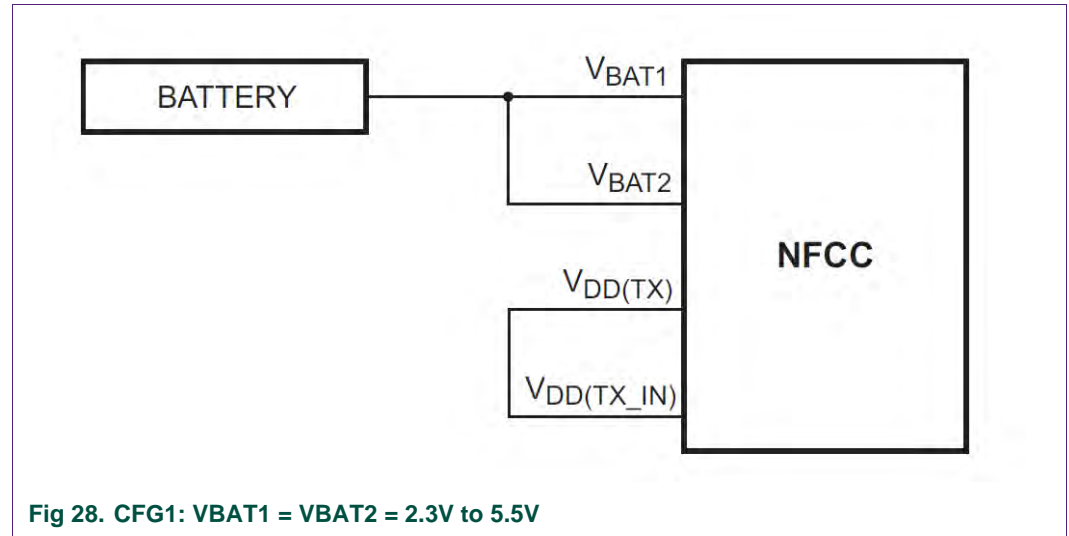 BATTERY
VBAT1
VBAT2
NFCC
VDD(TX)
VDD(TX_IN)
Fig 28. CFG1: VBAT1 = VBAT2 = 2.3V to 5.5V